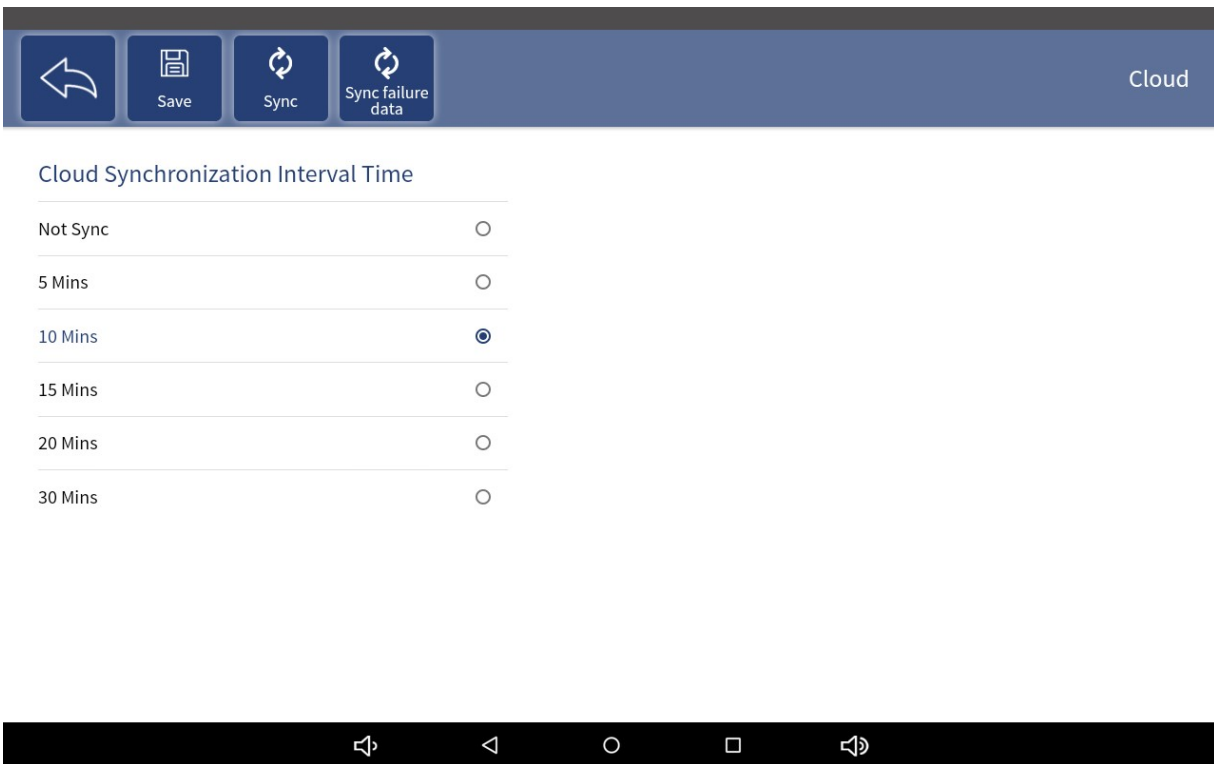 Save
Sync
Sync failure
data
Cloud
Cloud Synchronization Interval Time
Not Sync
5 Mins
10 Mins
15 Mins
20 Mins
30 Mins